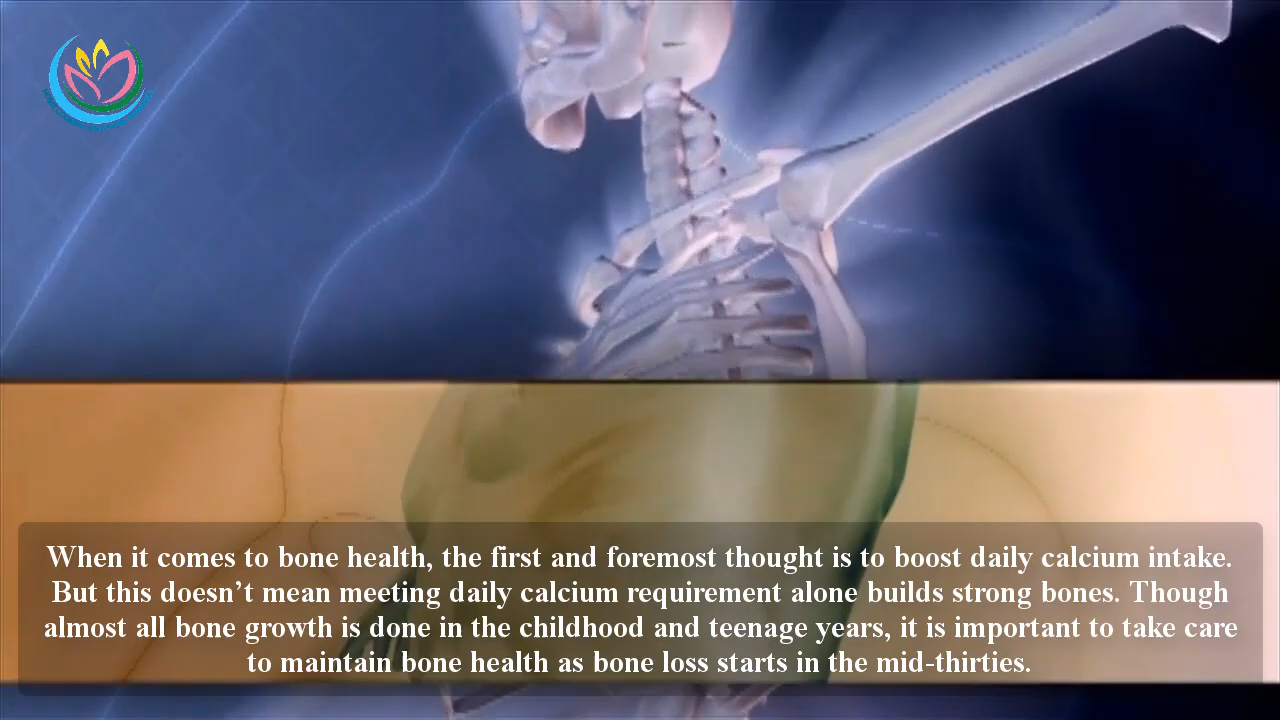 When it comes to bone health, the first and foremost thought is to boost daily calcium intake.
But this doesn’t mean meeting daily calcium requirement alone builds strong bones. Though
almost all bone growth is done in the childhood and teenage years, it is important to take care
to maintain bone health as bone loss starts in the mid-thirties.